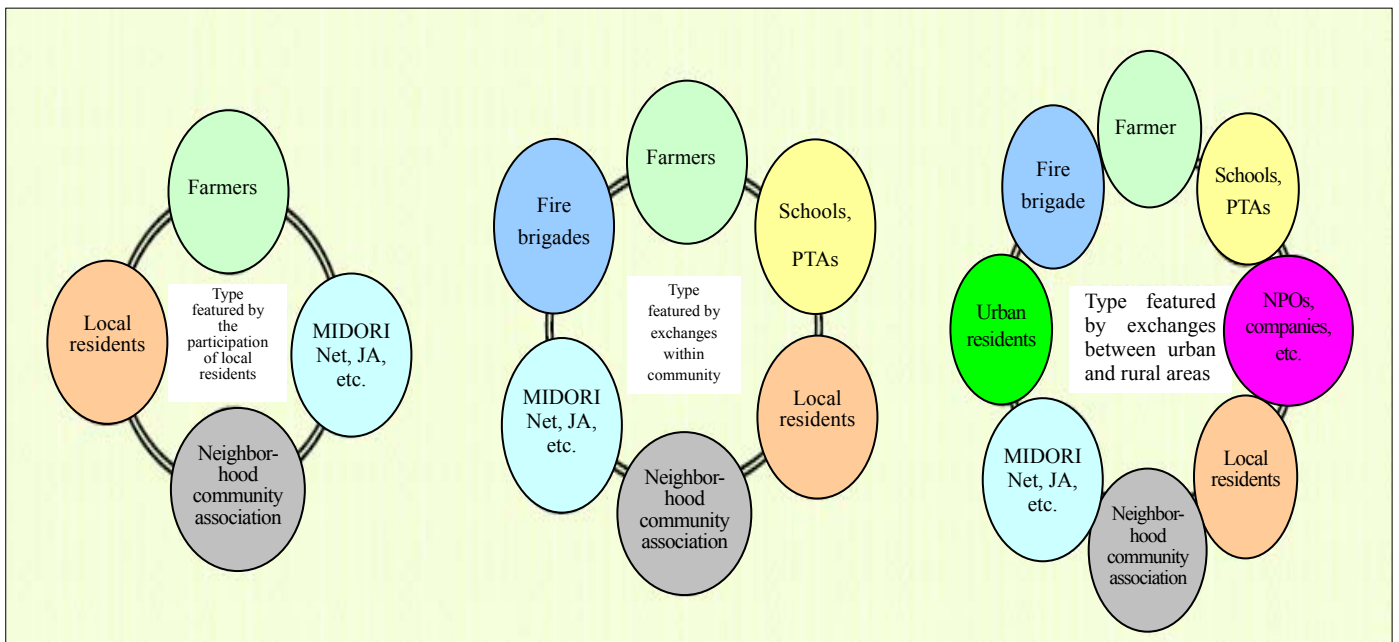 Farmers
Local
residents
Type
featured by
the
participation
of local
residents
MIDORI
Net, JA,
etc.
Neighbor-
hood
community
association
Farmers
Fire
brigades
Schools,
PTAs
Type
featured by
exchanges
within
community
MIDORI
Net, JA,
etc.
Local
residents
Neighbor-
hood
community
association
Farmer
Fire
brigade
Schools,
PTAs
Urban
residents
Type featured
by exchanges
between urban
and rural areas
NPOs,
companies,
etc.
MIDORI
Net, JA,
etc.
Local
residents
Neighbor-
hood
community
association